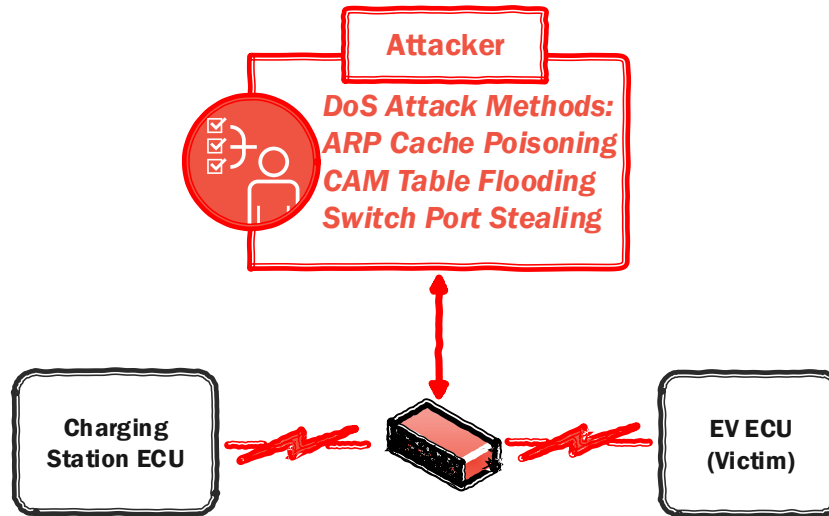 Attacker
DoS Attack Methods:
ARP Cache Poisoning
CAM Table Flooding
Switch Port Stealing
Charging
Station ECU
EV ECU
(Victim)